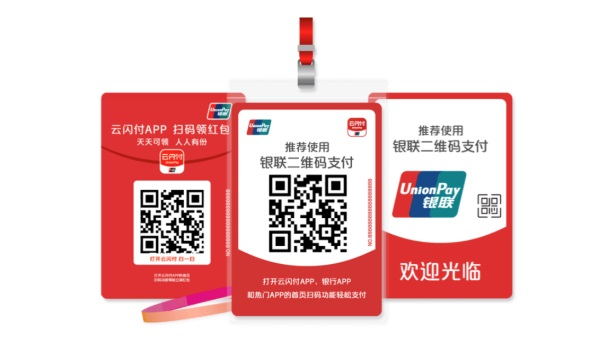 云闪付APP 扫码领红包
天天可领 人人有份
云闪付
打开云闪付 扫一扫
UnionPay
银联
云闪付
推荐使用
银联二维码支付
打开云闪付APP、银行APP
和热门APP的首页扫码功能轻松支付
推荐使用
银联二维码支付
UnionPay
银联
欢迎光临